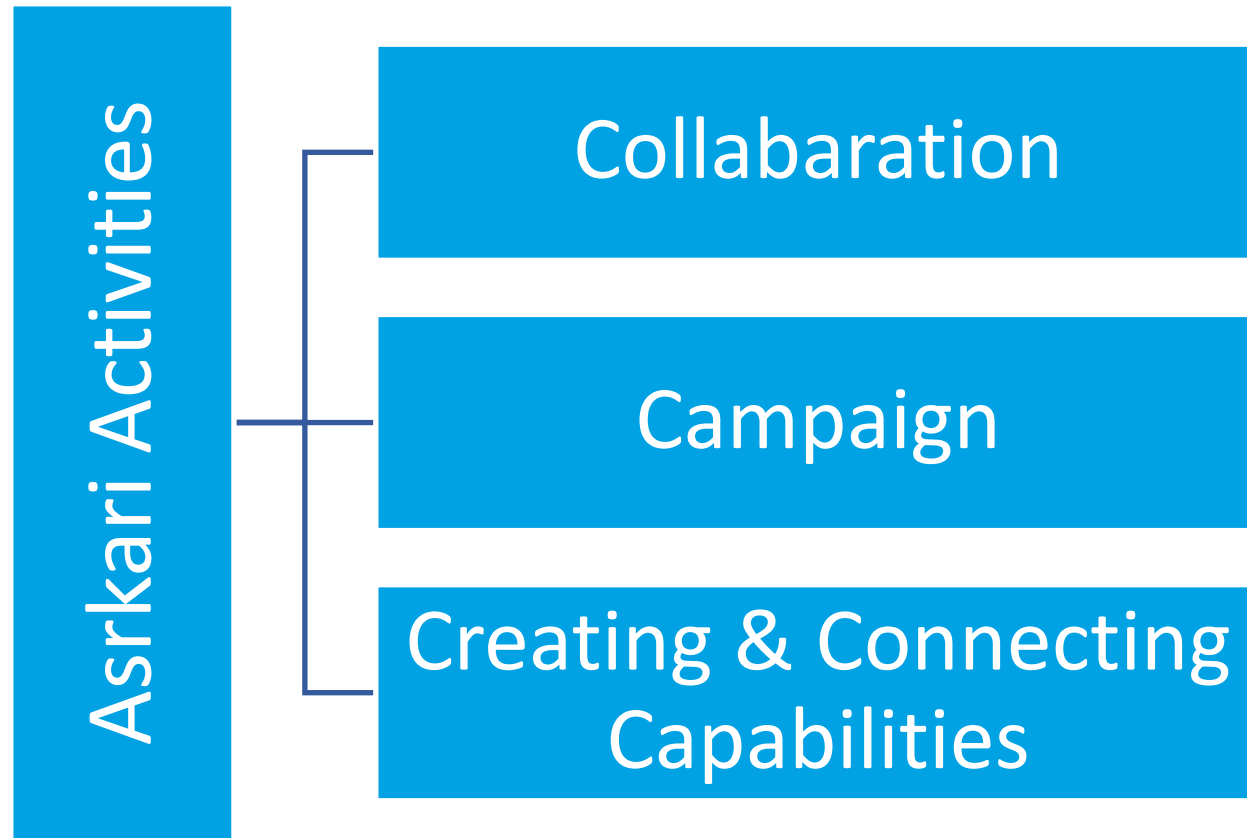 Asrkari Activities
Collabaration
Campaign
Creating & Connecting
Capabilities